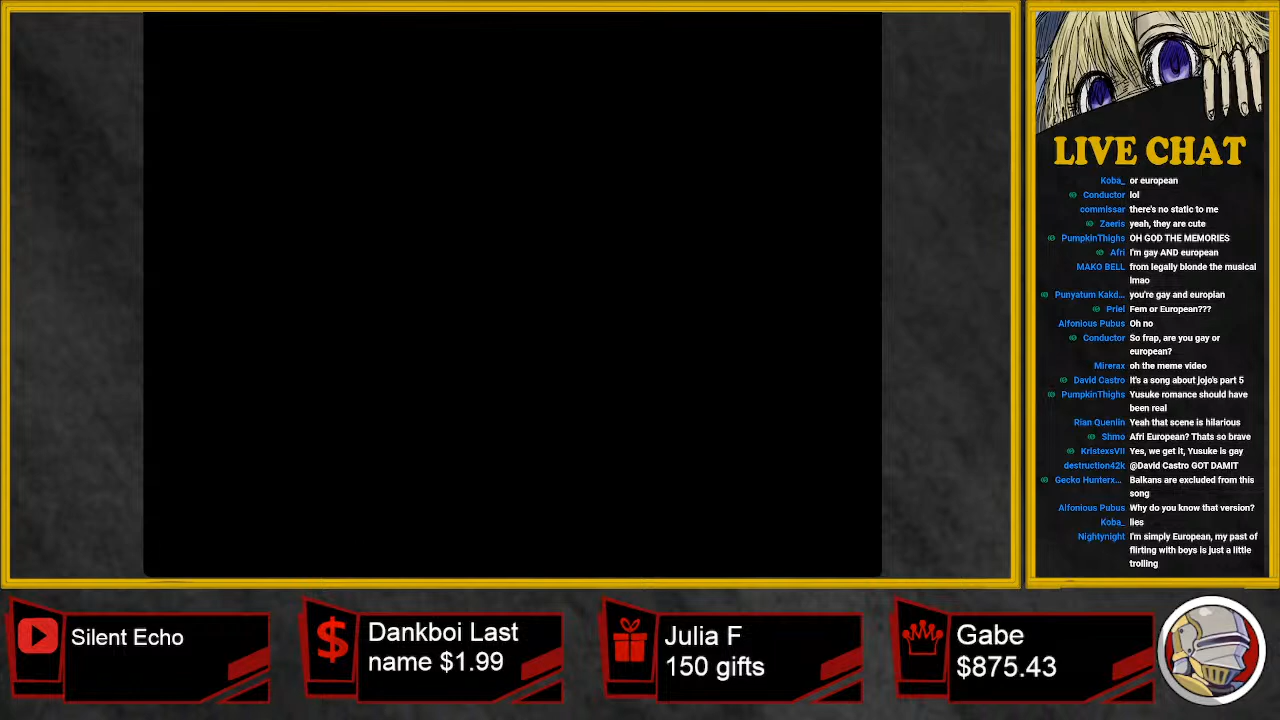 LIVE CHAT
Koba_ or european
Conductor lol
commissar there's no static to me
Zaeris yeah, they are cute
PumpkinThighs OH GOD THE MEMORIES
Afri I'm gay AND european
MAKO BELL from legally blonde the musical
lmao
Punyatum Kakd... you're gay and europian
Priel Fem or European???
Alfonious Pubus Oh no
Conductor So frap, are you gay or
european?
Mirerax oh the meme video
David Castro It's a song about jojo's part 5
PumpkinThighs Yusuke romance should have
been real
Rian Quenlin Yeah that scene is hilarious
Shmo Afri European? Thats so brave
KristexsVII Yes, we get it, Yusuke is gay
destruction42k @David Castro GOT DAMIT
Gecko Hunterx... Balkans are excluded from this
song
Alfonious Pubus Why do you know that version?
Koba_ lies
Nightynight I'm simply European, my past of
flirting with boys is just a little
trolling
Silent Echo
Dankboi Last
name $1.99
Julia F
150 gifts
Gabe
$875.43